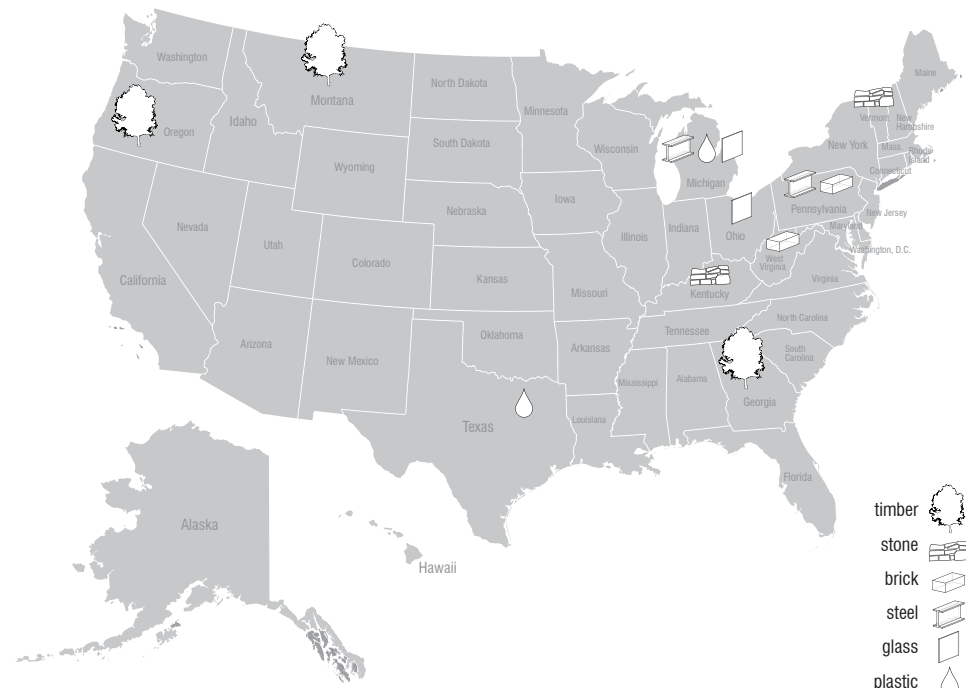 Washington
Oregon
Idaho
Montana
North Dakota
South Dakota
Minnesota
Wisconsin
Michigan
Wyoming
Nebraska
Iowa
Nevada
Utah
Colorado
Kansas
California
Arizona
New Mexico
Oklahoma
Texas
Missouri
Arkansas
Louisiana
Illinois
Indiana
Ohio
Kentucky
Tennessee
Mississippi
Alabama
Georgia
Florida
South
Carolina
North Carolina
Virginia
West
Virginia
Washington, D.C.
Maryland
Pennsylvania
New Jersey
New York
Connecticut
Rhode
Island
Mass.
Vermont
New
Hampshire
Maine
Alaska
Hawaii
timber
stone
brick
steel
glass
plastic